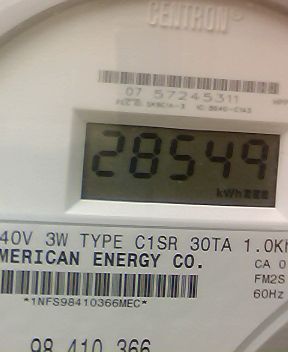 CENTRON®
07 57245311
28549
kWh
40V 3W TYPE C1SR 30TA 1.0Kh
MERICAN ENERGY CO.
CA 0
FM2S
60Hz
*1NFS98410366MEC*
98 410 366